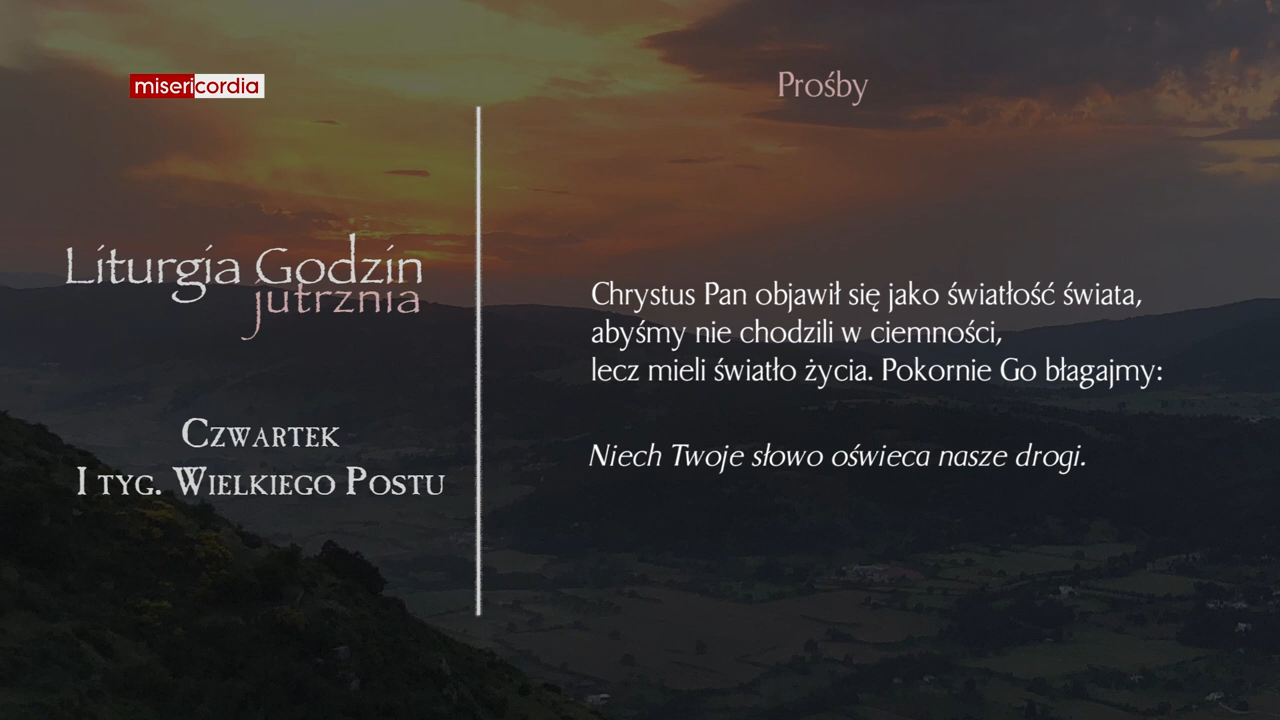 misericordia
Liturgia Godzin
jutrznia
Czwartek
I tyg. Wielkiego Postu
Prośby
Chrystus Pan objawił się jako światłość świata,
abyśmy nie chodzili w ciemności,
lecz mieli światło życia. Pokornie Go błagajmy:
Niech Twoje słowo oświeca nasze drogi.